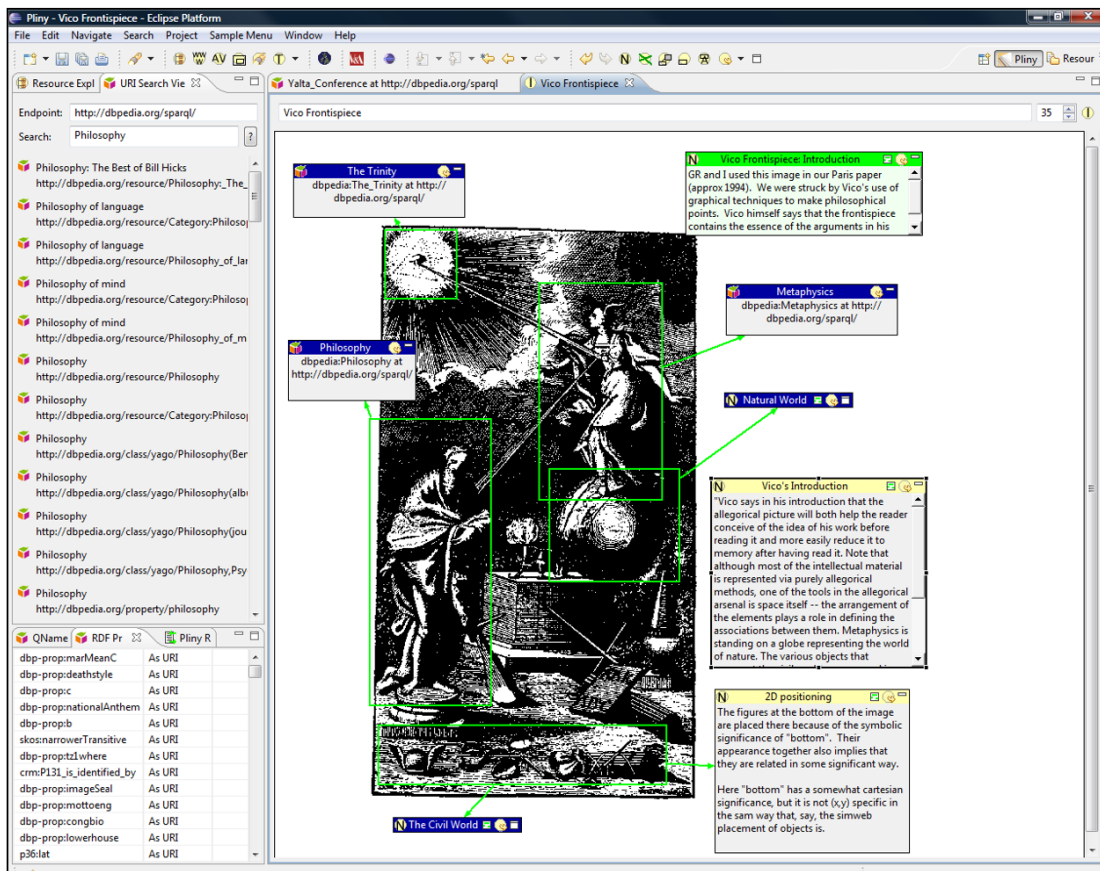 Pliny - Vico Frontispiece - Eclipse Platform
File Edit Navigate Search Project Sample Menu Window Help
Pliny Resour
Resource Expl URI Search Vie
Endpoint: http://dbpedia.org/sparql/
Search: Philosophy ?
Philosophy: The Best of Bill Hicks
http://dbpedia.org/resource/Philosophy:_The_
Philosophy of language
http://dbpedia.org/resource/Category:Philosop
Philosophy of language
http://dbpedia.org/resource/Philosophy_of_lan
Philosophy of mind
http://dbpedia.org/resource/Category:Philosop
Philosophy of mind
http://dbpedia.org/resource/Philosophy_of_m
Philosophy
http://dbpedia.org/resource/Philosophy
Philosophy
http://dbpedia.org/resource/Category:Philosop
Philosophy
http://dbpedia.org/class/yago/Philosophy(Ber
Philosophy
http://dbpedia.org/class/yago/Philosophy(albu
Philosophy
http://dbpedia.org/class/yago/Philosophy(jou
Philosophy
http://dbpedia.org/class/yago/Philosophy,Psy
Philosophy
http://dbpedia.org/property/philosophy
QName RDF Pr Pliny R
dbp-prop:marMeanC As URI
dbp-prop:deathstyle As URI
dbp-prop:c As URI
dbp-prop:nationalAnthem As URI
dbp-prop:b As URI
skos:narrowerTransitive As URI
dbp-prop:tz1where As URI
crm:P131_is_identified_by As URI
dbp-prop:imageSeal As URI
dbp-prop:mottoeng As URI
dbp-prop:congbio As URI
dbp-prop:lowerhouse As URI
p36:lat As URI
Yalta_Conference at http://dbpedia.org/sparql Vico Frontispiece
Vico Frontispiece 35
The Trinity
dbpedia:The_Trinity at http://
dbpedia.org/sparql/
Vico Frontispiece: Introduction
GR and I used this image in our Paris paper
(approx 1994). We were struck by Vico's use of
graphical techniques to make philosophical
points. Vico himself says that the frontispiece
contains the essence of the arguments in his
Metaphysics
dbpedia:Metaphysics at http://
dbpedia.org/sparql/
Philosophy
dbpedia:Philosophy at
http://dbpedia.org/sparql/
Natural World
Vico's Introduction
"Vico says in his introduction that the
allegorical picture will both help the reader
conceive of the idea of his work before
reading it and more easily reduce it to
memory after having read it. Note that
although most of the intellectual material
is represented via purely allegorical
methods, one of the tools in the allegorical
arsenal is space itself -- the arrangement of
the elements plays a role in defining the
associations between them. Metaphysics is
standing on a globe representing the world
of nature. The various objects that
2D positioning
The figures at the bottom of the image
are placed there because of the symbolic
significance of "bottom". Their
appearance together also implies that
they are related in some significant way.
Here "bottom" has a somewhat cartesian
significance, but it is not (x,y) specific in
the sam way that, say, the simweb
placement of objects is.
The Civil World